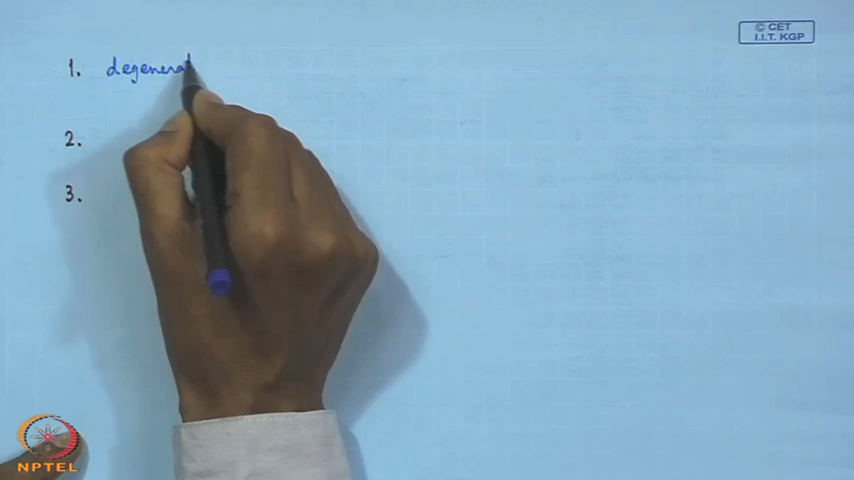 © CET
I.I.T. KGP
1. degenera
2.
3.
NPTEL